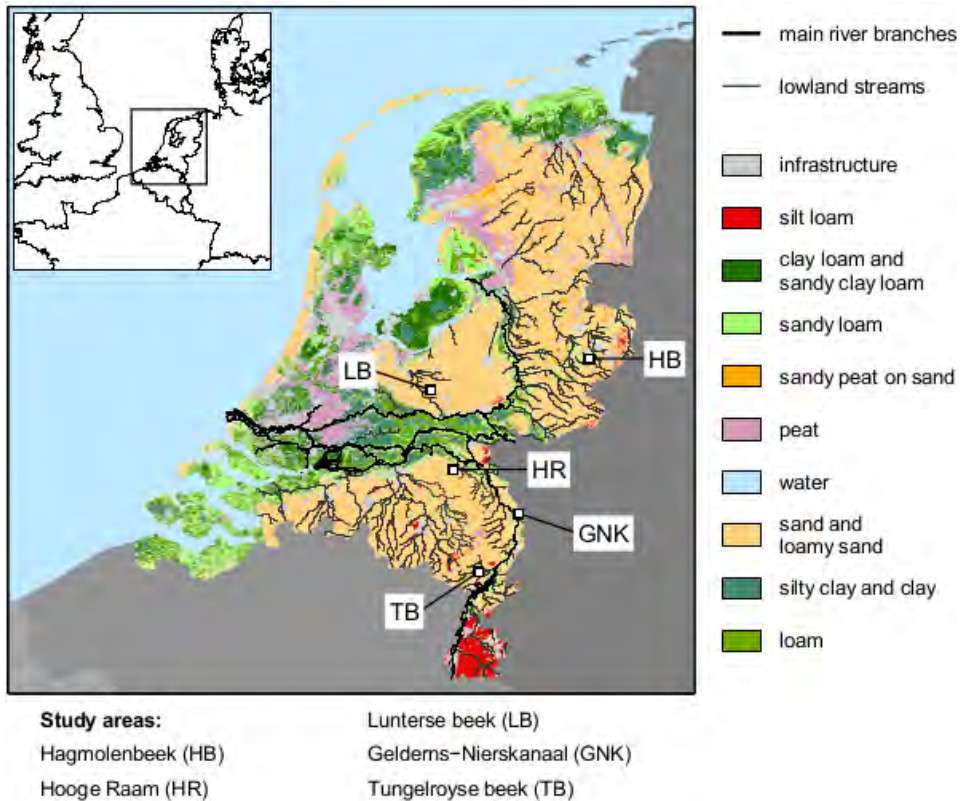 main river branches
lowland streams
infrastructure
silt loam
clay loam and
sandy clay loam
sandy loam
sandy peat on sand
peat
water
sand and
loamy sand
silty clay and clay
loam
LB
HB
HR
GNK
TB
Study areas:
Hagmolenbeek (HB)
Hooge Raam (HR)
Lunterse beek (LB)
Gelderns−Nierskanaal (GNK)
Tungelroyse beek (TB)